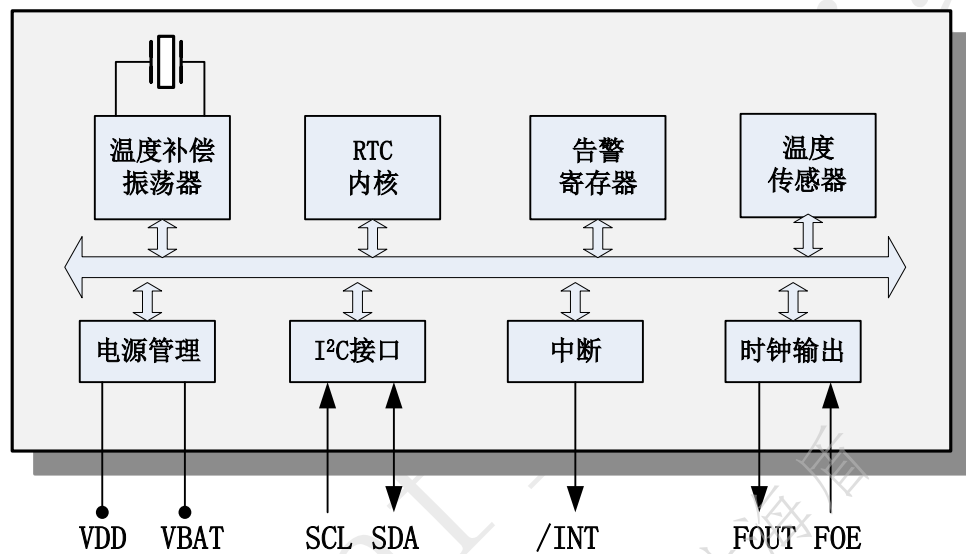 温度补偿
振荡器
RTC
内核
告警
寄存器
温度
传感器
电源管理
I²C接口
中断
时钟输出
VDD VBAT SCL SDA /INT FOUT FOE
海盾